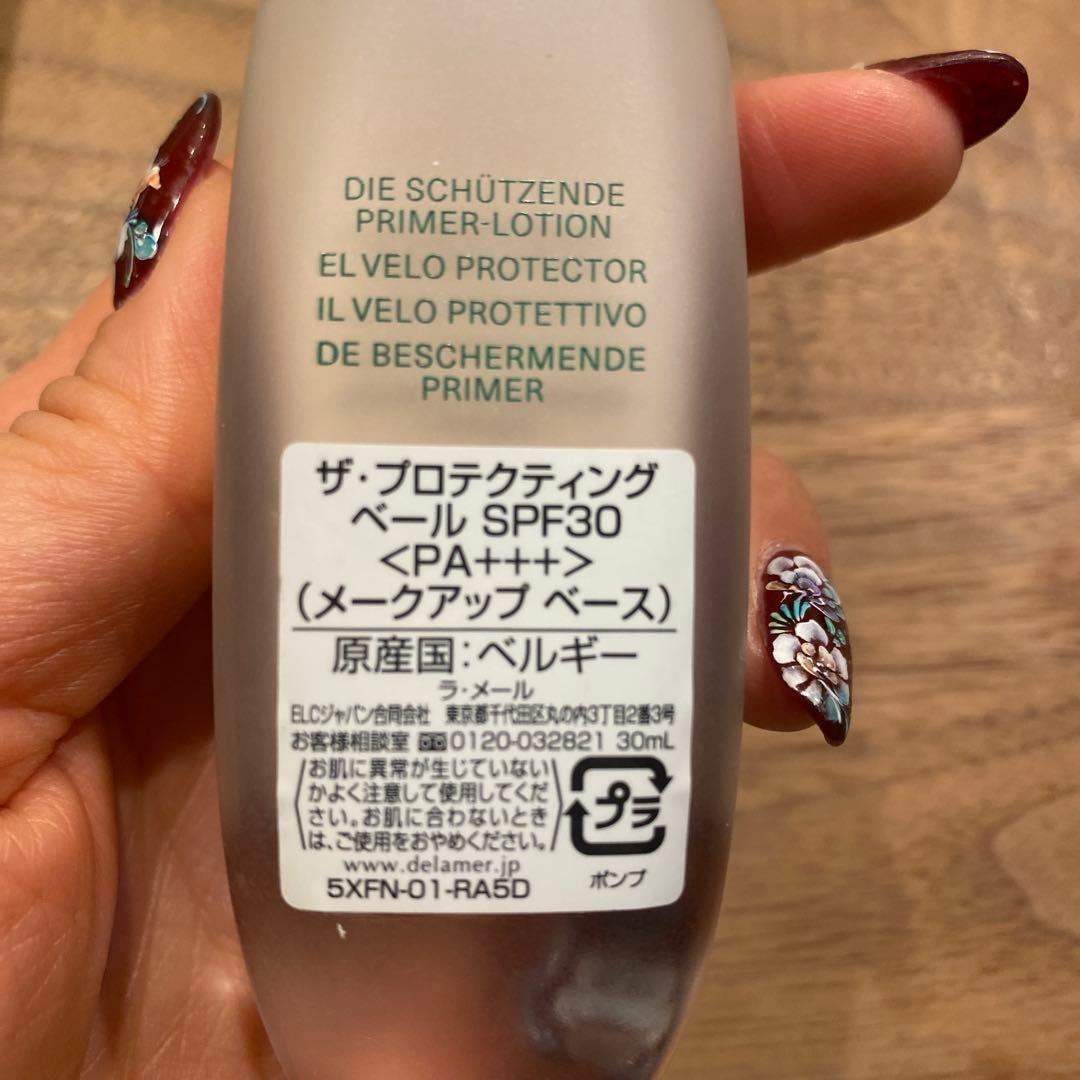 DIE SCHÜTZENDE
PRIMER-LOTION
EL VELO PROTECTOR
IL VELO PROTETTIVO
DE BESCHERMENDE
PRIMER
ザ・プロテクティング
ベール SPF30
<PA+++>
(メークアップ ベース)
原産国:ベルギー
ラ・メール
ELCジャパン合同会社 東京都千代田区丸の内3丁目2番3号
お客様相談室 0120-032821 30mL
お肌に異常が生じていない
かよく注意して使用してくだ
さい。お肌に合わないとき
は、ご使用をおやめください。
プラ
www.delamer.jp
5XFN-01-RA5D
ポンプ